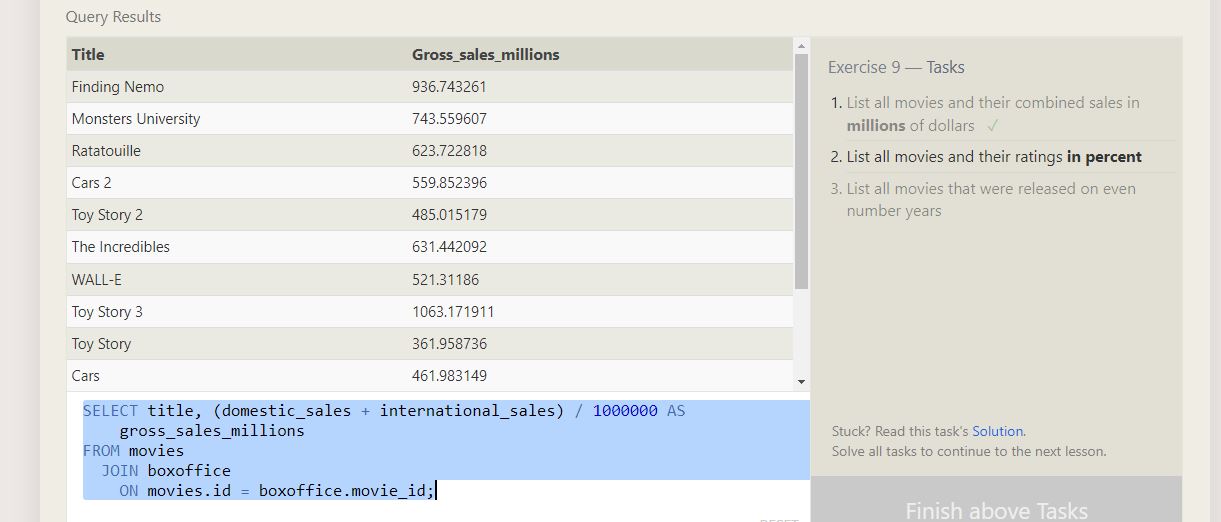 Query Results
Title Gross_sales_millions
Finding Nemo 936.743261
Monsters University 743.559607
Ratatouille 623.722818
Cars 2 559.852396
Toy Story 2 485.015179
The Incredibles 631.442092
WALL-E 521.31186
Toy Story 3 1063.171911
Toy Story 361.958736
Cars 461.983149
SELECT title, (domestic_sales + international_sales) / 1000000 AS
gross_sales_millions
FROM movies
JOIN boxoffice
ON movies.id = boxoffice.movie_id;
RESET
Exercise 9 — Tasks
1. List all movies and their combined sales in
millions of dollars ✓
2. List all movies and their ratings in percent
3. List all movies that were released on even
number years
Stuck? Read this task's Solution.
Solve all tasks to continue to the next lesson.
Finish above Tasks